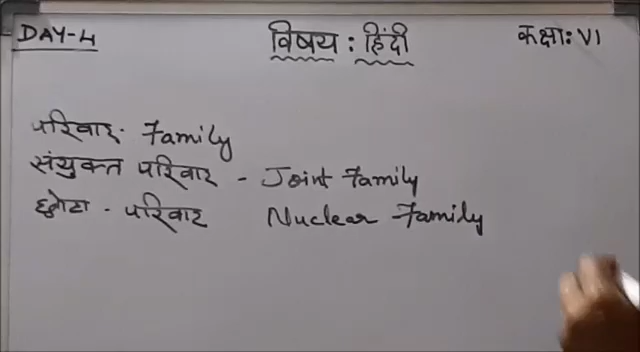 DAY-4 विषय : हिंदी कक्षा: VI
परिवार - Family
संयुक्त परिवार - Joint Family
छोटा - परिवार Nuclear Family